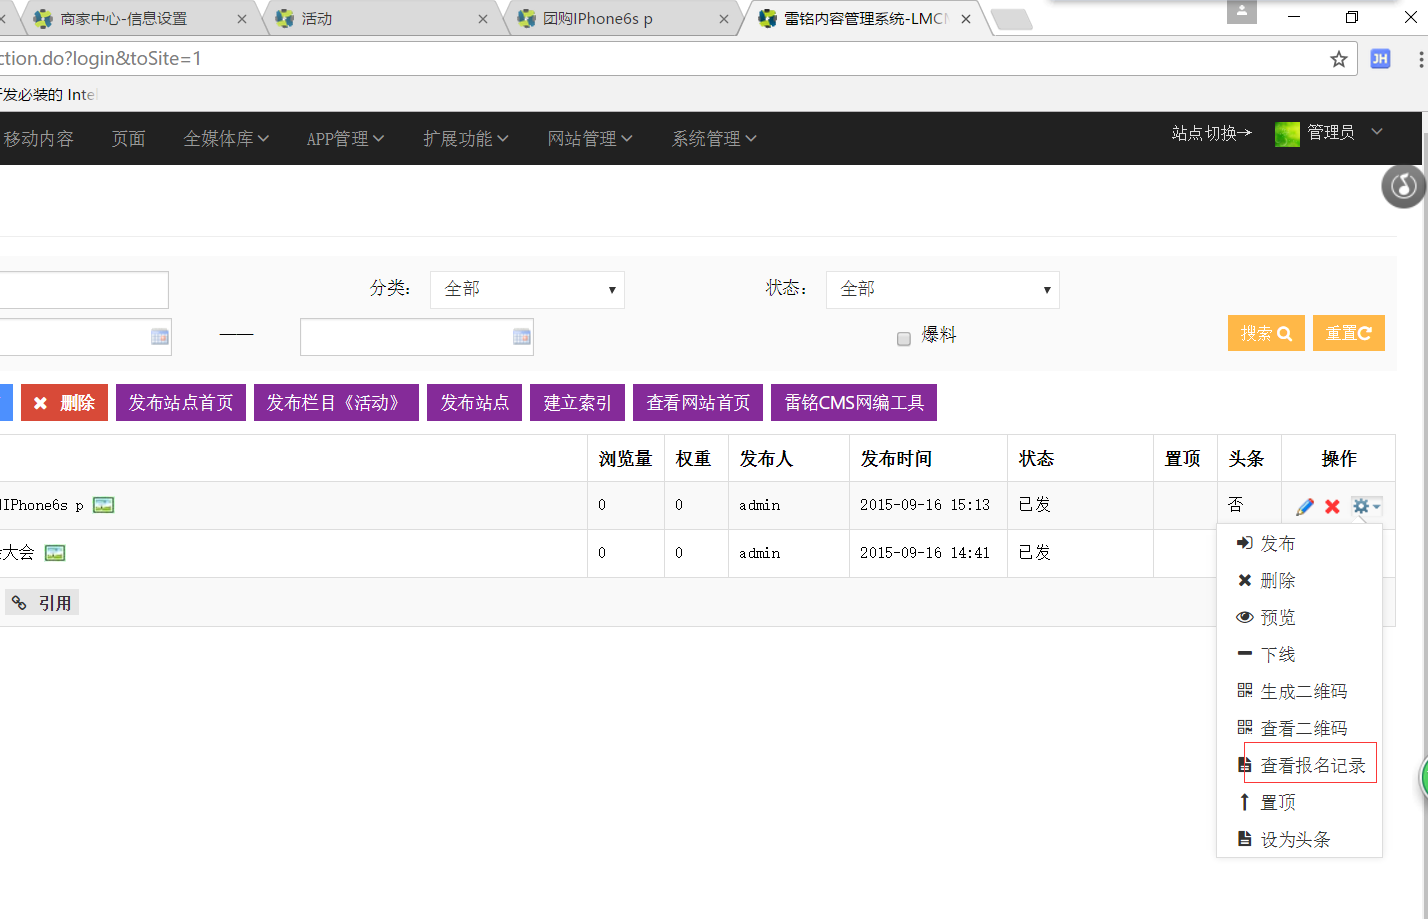 商家中心-信息设置
活动
团购IPhone6s p
雷铭内容管理系统-LMC
ction.do?login&toSite=1
JH
发必装的 Intel
移动内容 页面 全媒体库 APP管理 扩展功能 网站管理 系统管理 站点切换→ 管理员
分类： 全部 状态： 全部
—— 爆料 搜索 重置
删除 发布站点首页 发布栏目《活动》 发布站点 建立索引 查看网站首页 雷铭CMS网编工具
浏览量 权重 发布人 发布时间 状态 置顶 头条 操作
IPhone6s p 0 0 admin 2015-09-16 15:13 已发 否
大会 0 0 admin 2015-09-16 14:41 已发
引用
发布
删除
预览
下线
生成二维码
查看二维码
查看报名记录
置顶
设为头条